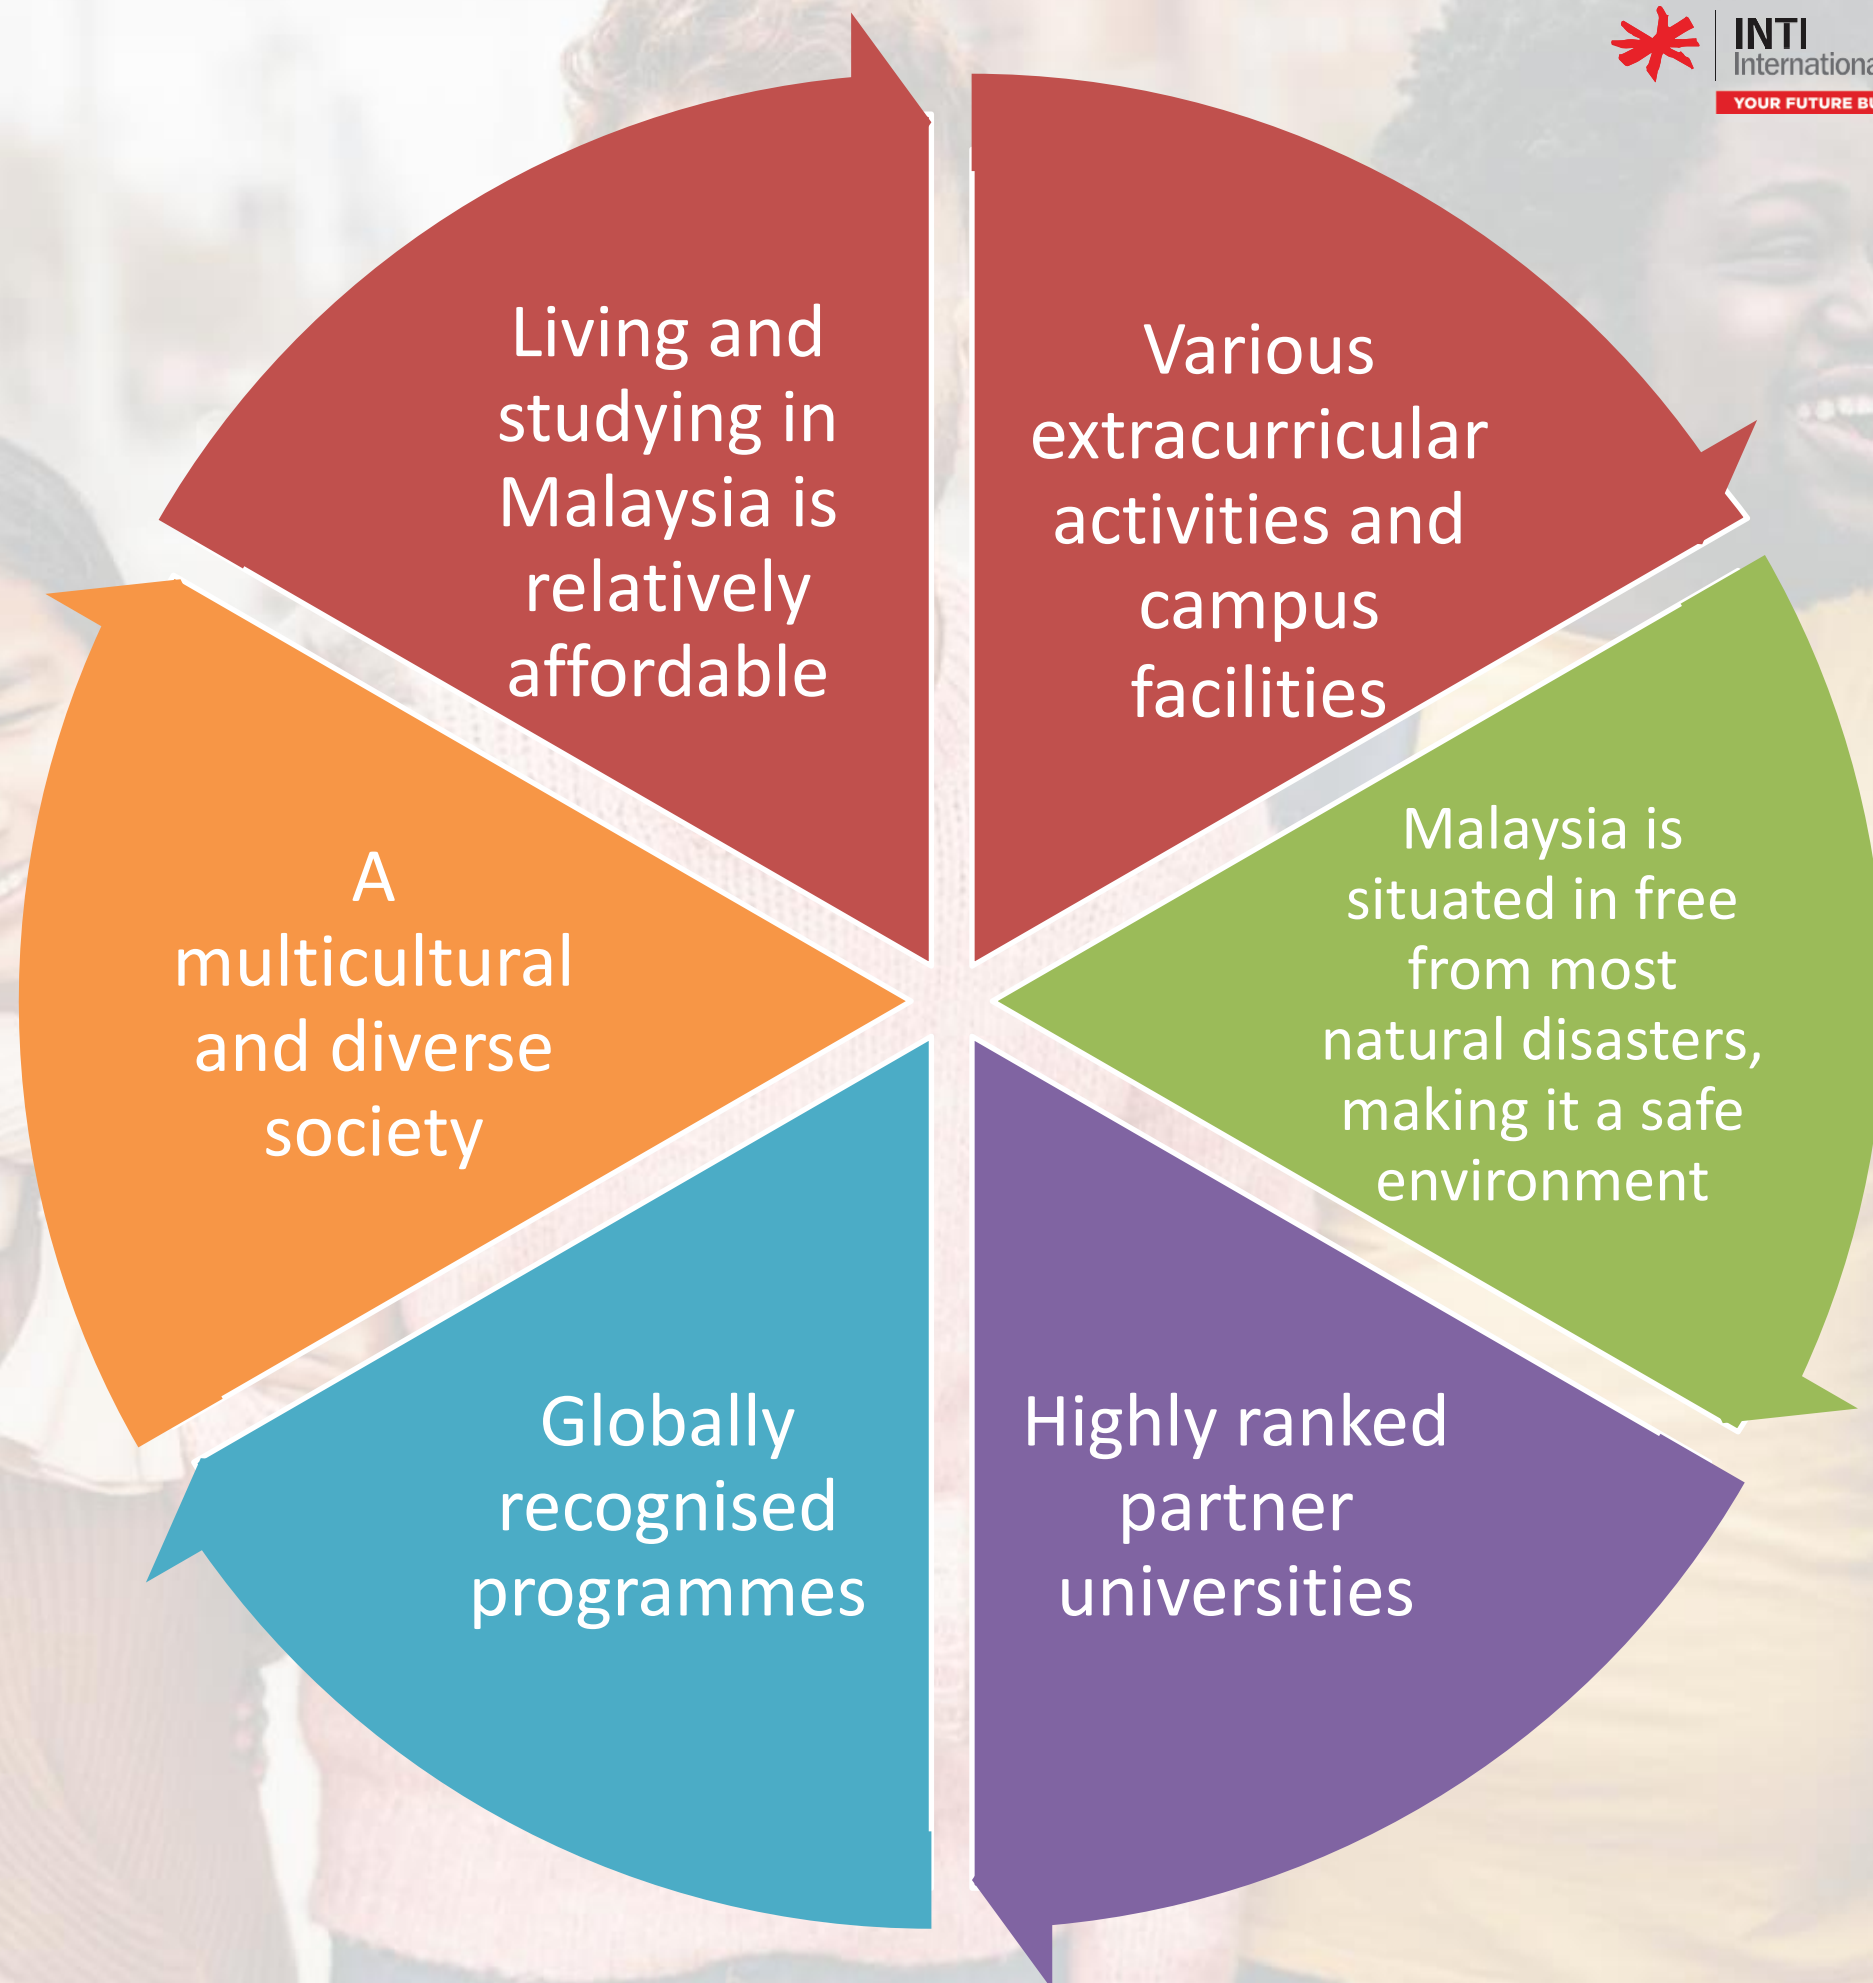 INTI
Internationa
YOUR FUTURE BU
Living and
studying in
Malaysia is
relatively
affordable
Various
extracurricular
activities and
campus
facilities
Malaysia is
situated in free
from most
natural disasters,
making it a safe
environment
Highly ranked
partner
universities
Globally
recognised
programmes
A
multicultural
and diverse
society